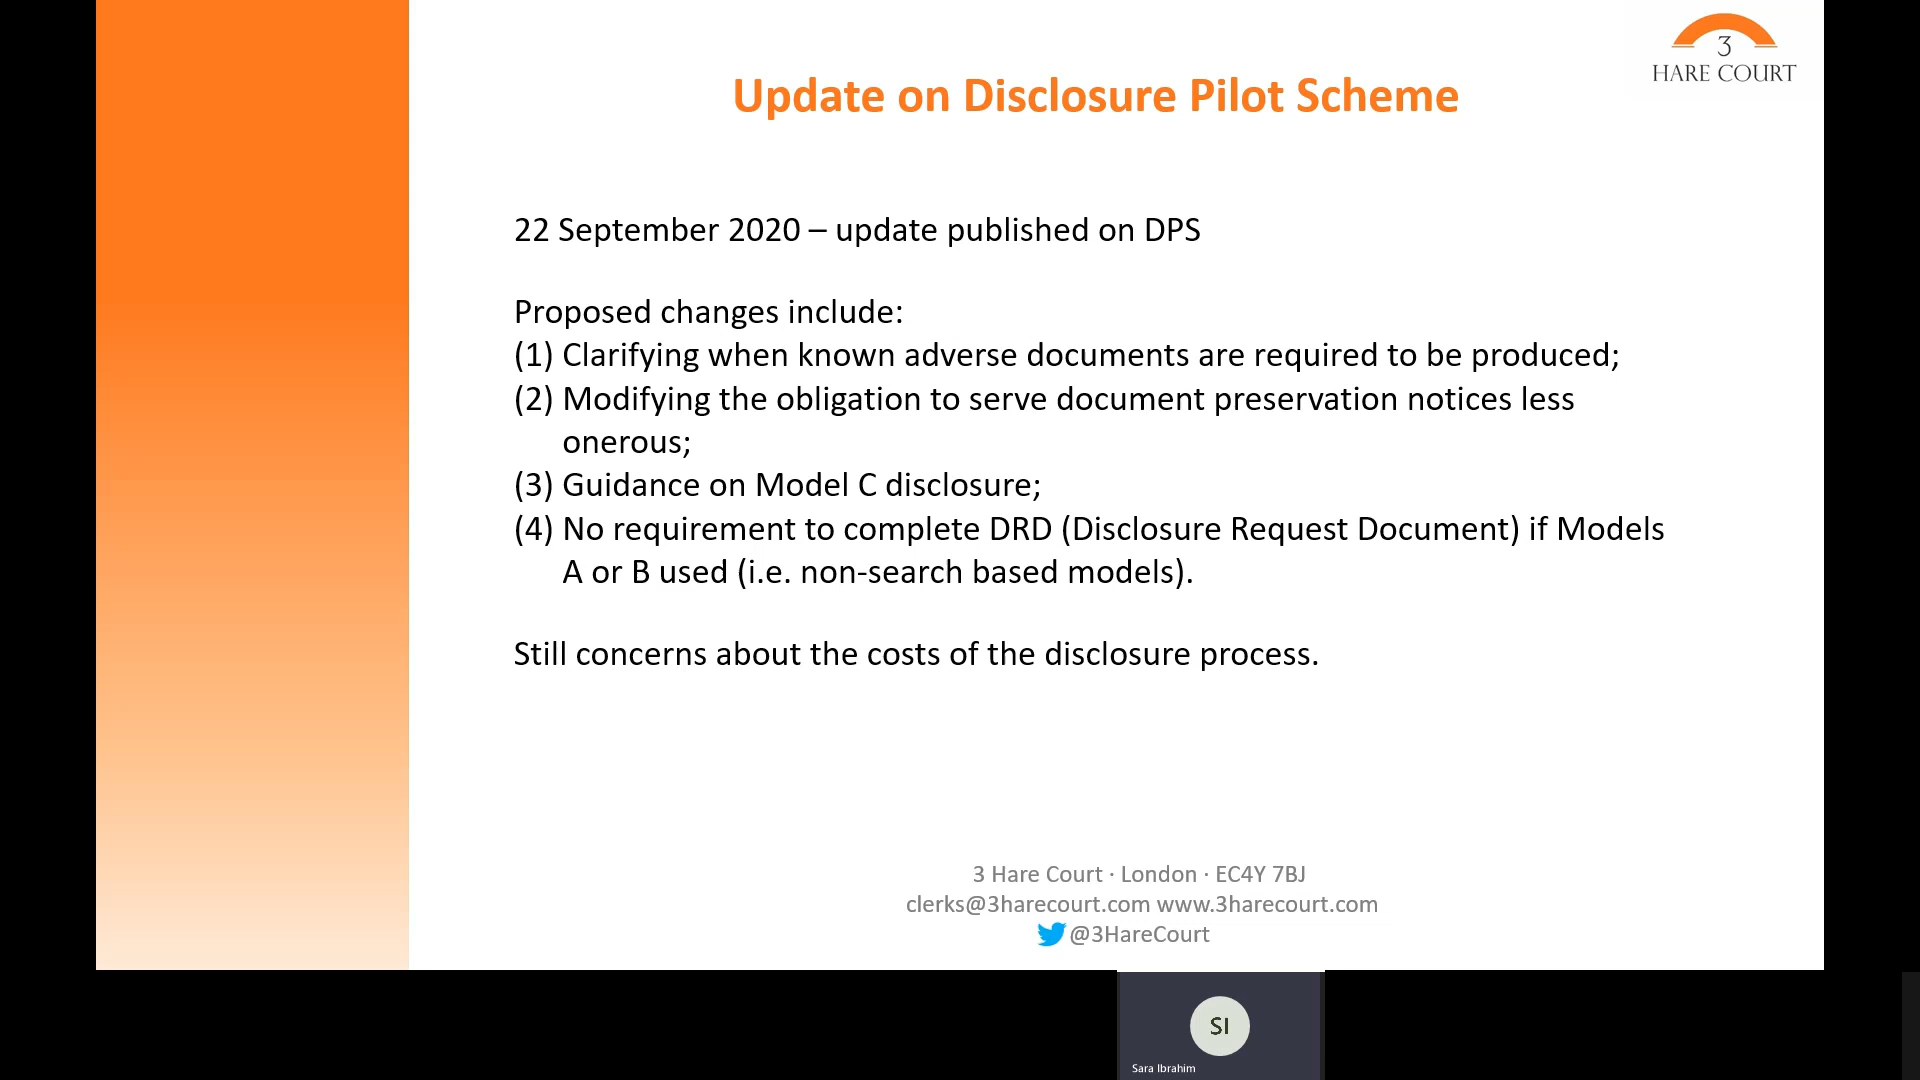 3
HARE COURT
Update on Disclosure Pilot Scheme
22 September 2020 – update published on DPS
Proposed changes include:
(1) Clarifying when known adverse documents are required to be produced;
(2) Modifying the obligation to serve document preservation notices less
onerous;
(3) Guidance on Model C disclosure;
(4) No requirement to complete DRD (Disclosure Request Document) if Models
A or B used (i.e. non-search based models).
Still concerns about the costs of the disclosure process.
3 Hare Court · London · EC4Y 7BJ
clerks@3harecourt.com www.3harecourt.com
@3HareCourt
SI
Sara Ibrahim